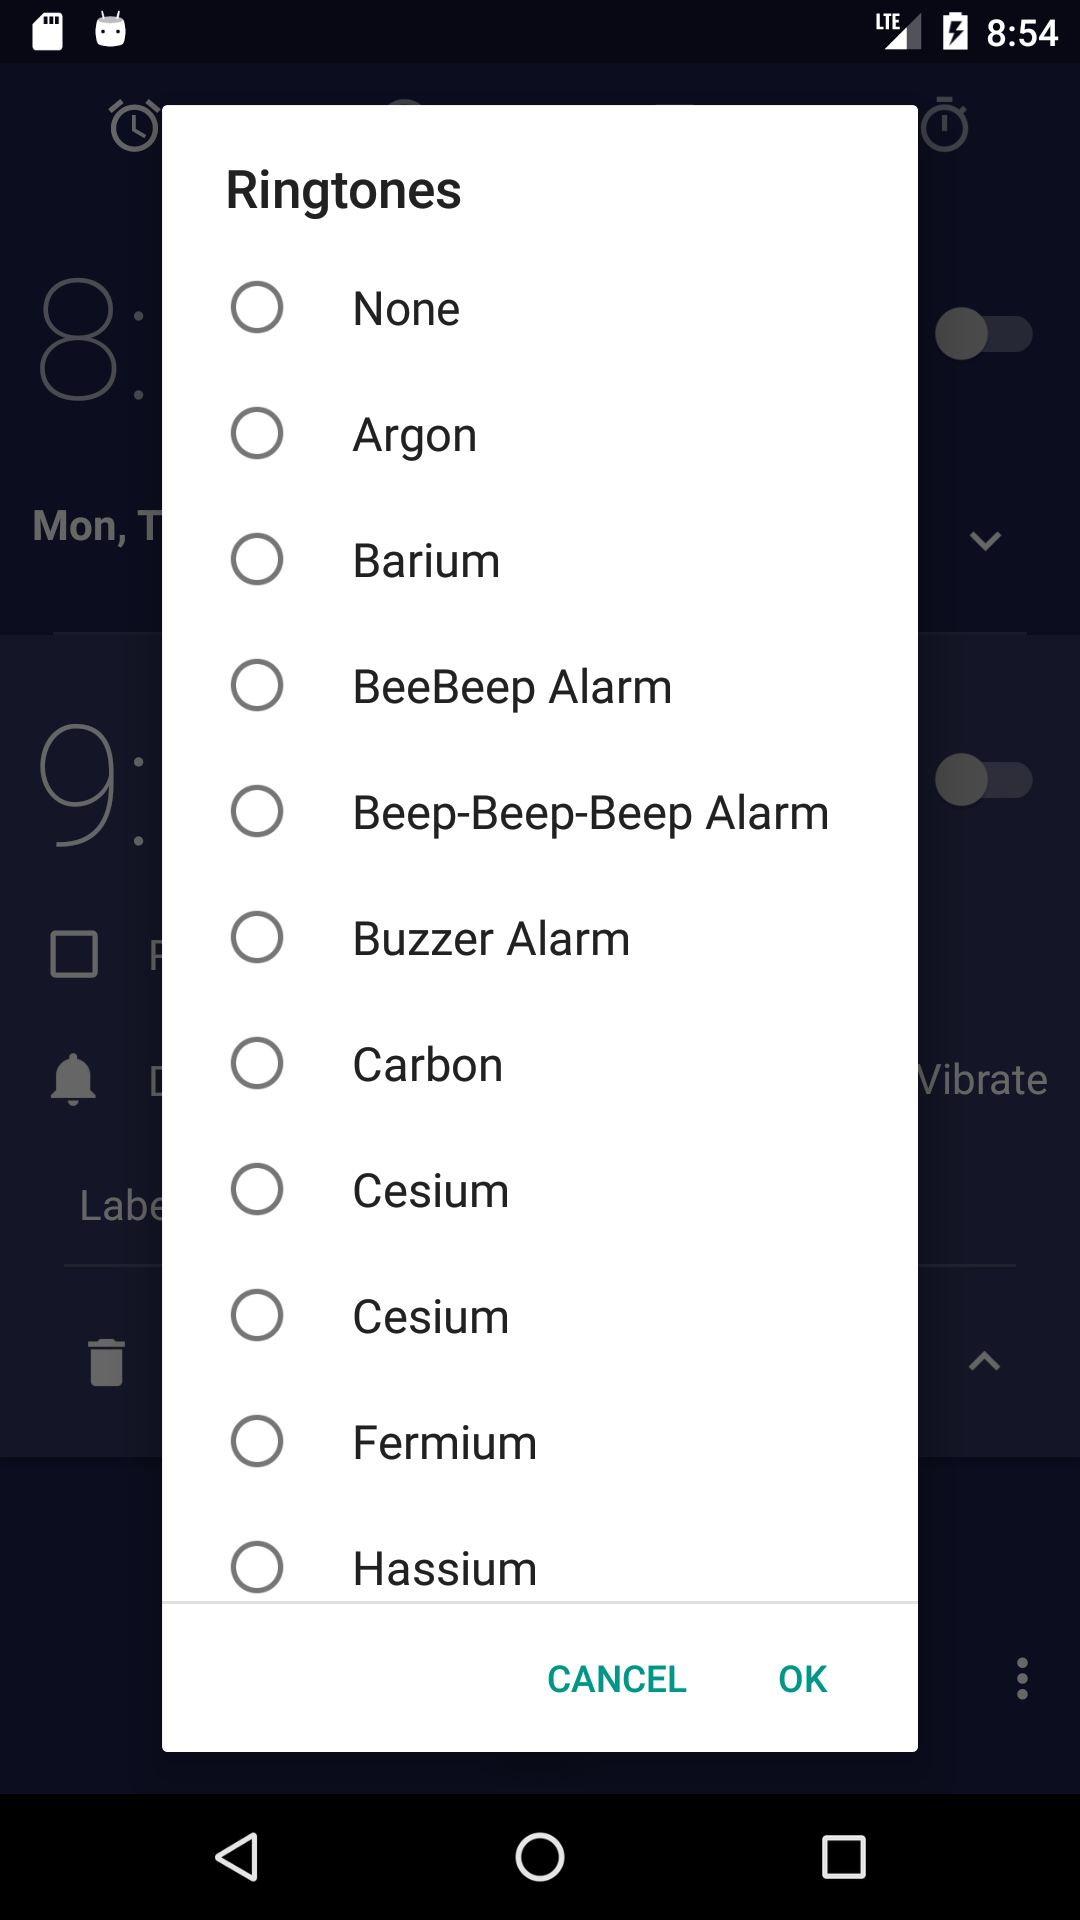 LTE 8:54
Ringtones
8:
None
Argon
Mon, T
Barium
BeeBeep Alarm
9:
Beep-Beep-Beep Alarm
Buzzer Alarm
Carbon
Vibrate
Cesium
Labe
Cesium
Fermium
Hassium
CANCEL OK